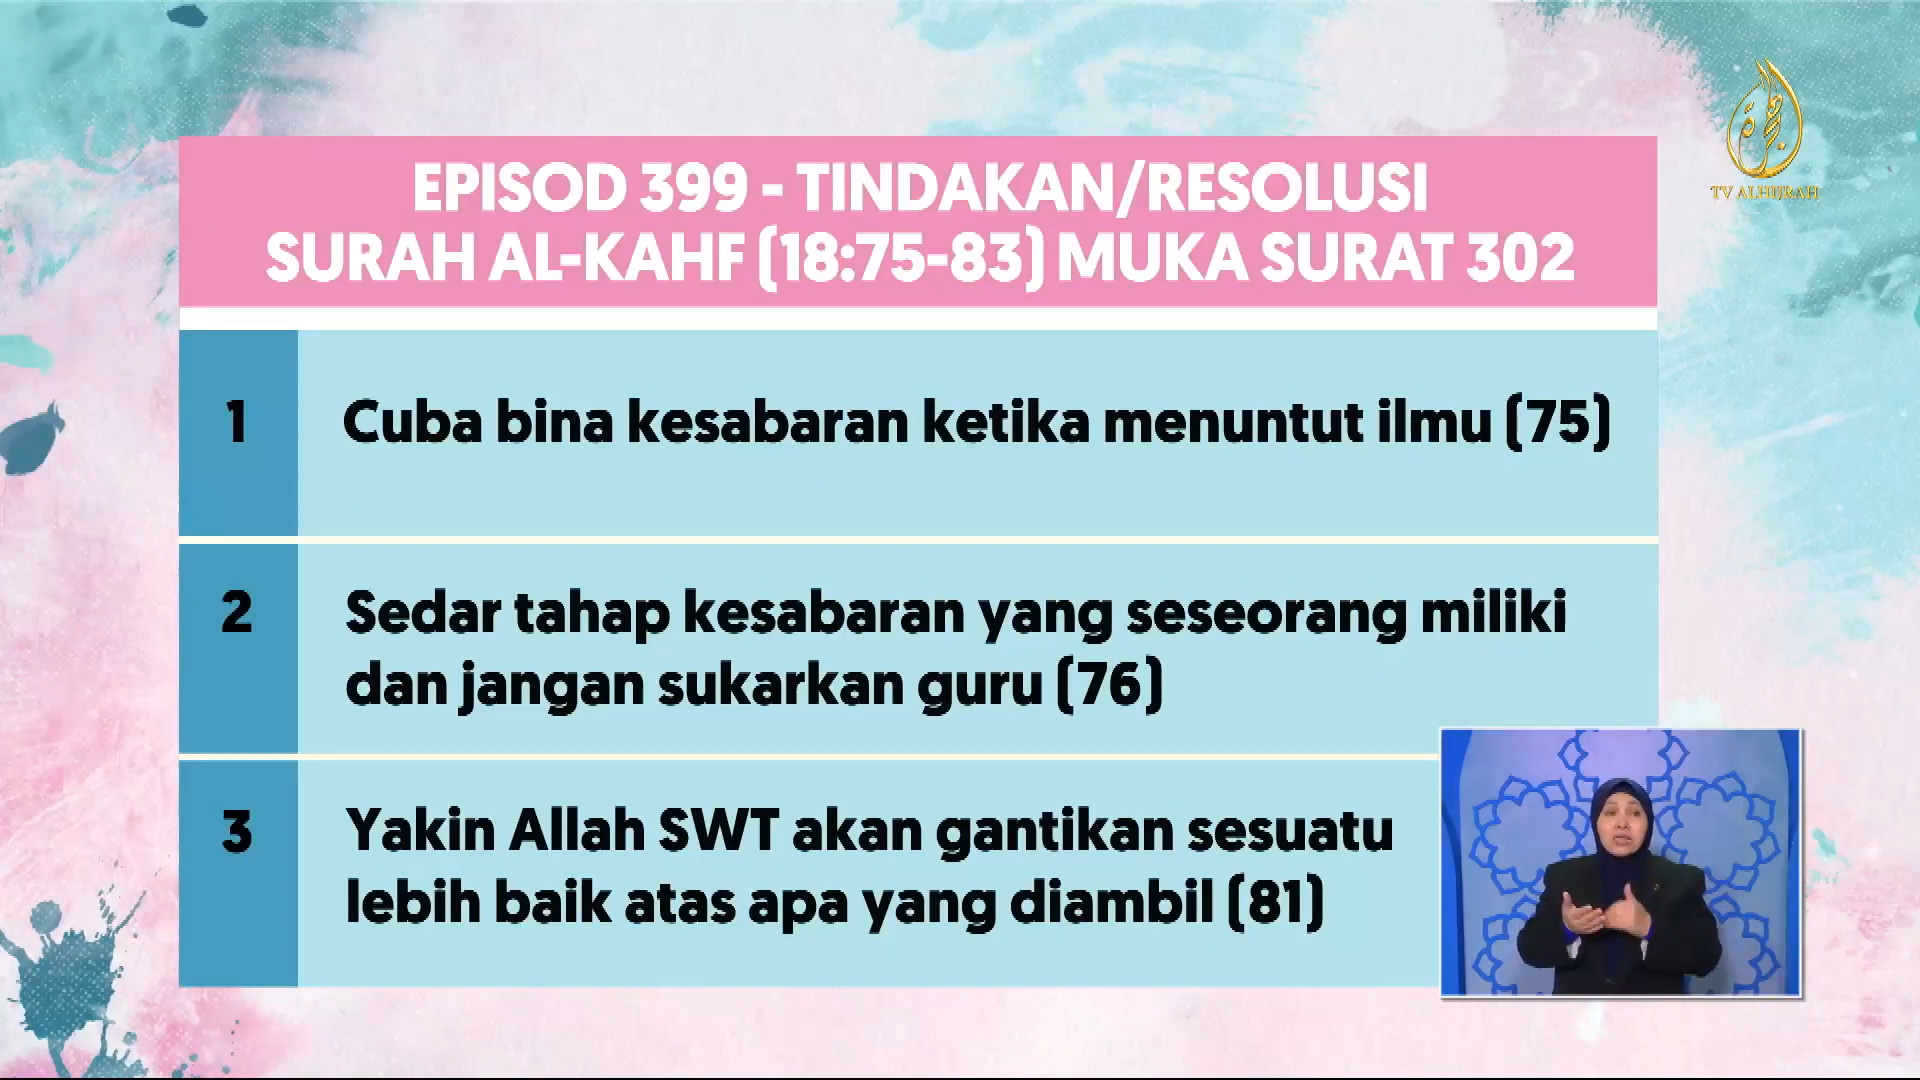 EPISOD 399 - TINDAKAN/RESOLUSI
SURAH AL-KAHF (18:75-83) MUKA SURAT 302
1 Cuba bina kesabaran ketika menuntut ilmu (75)
2 Sedar tahap kesabaran yang seseorang miliki
dan jangan sukarkan guru (76)
3 Yakin Allah SWT akan gantikan sesuatu
lebih baik atas apa yang diambil (81)
هجرة
TV ALHIJRAH